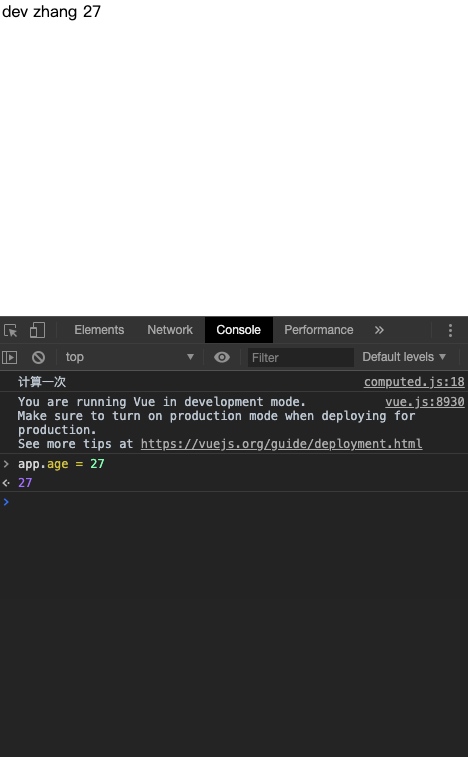 dev zhang 27
Elements Network Console Performance »
top Filter Default levels ▼
计算一次 computed.js:18
You are running Vue in development mode. vue.js:8930
Make sure to turn on production mode when deploying for
production.
See more tips at https://vuejs.org/guide/deployment.html
> app.age = 27
27
>